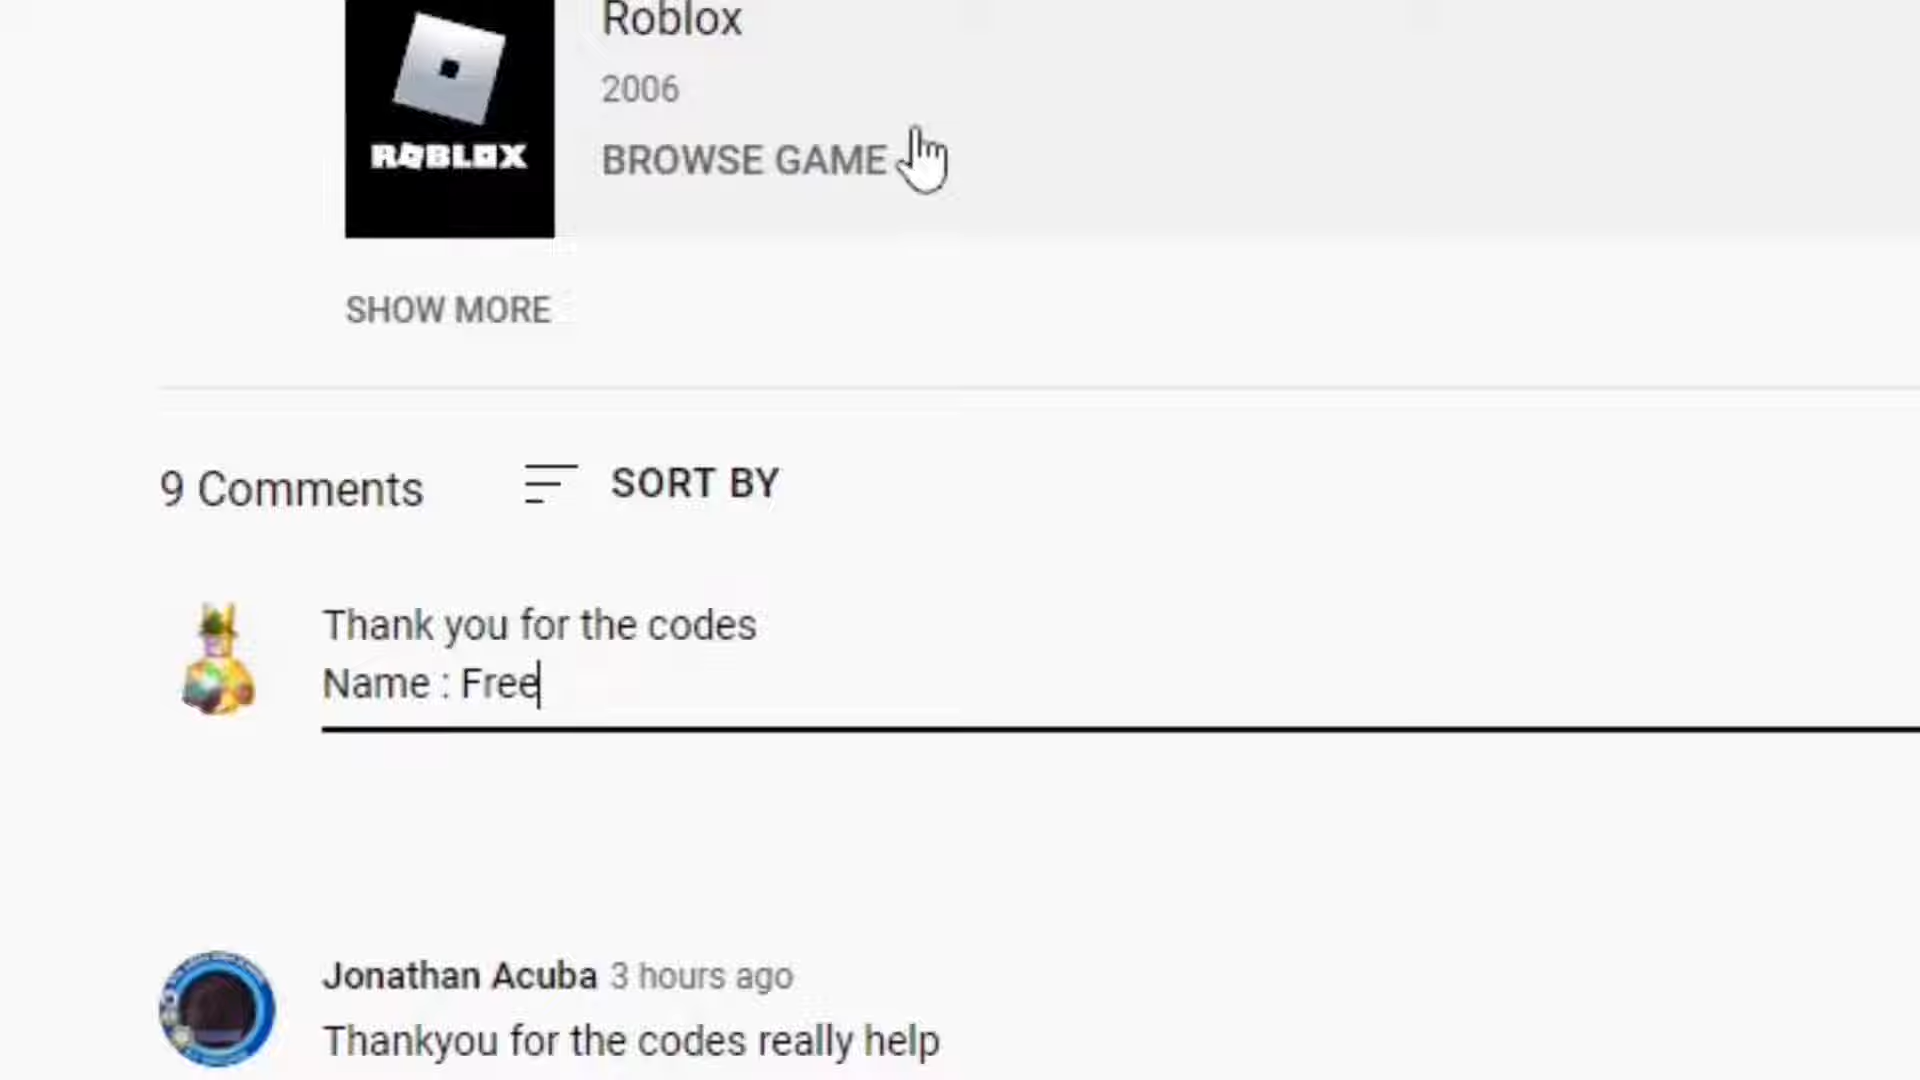 Roblox
2006
BROWSE GAME
ROBLOX
SHOW MORE
9 Comments
SORT BY
Thank you for the codes
Name : Free
Jonathan Acuba 3 hours ago
Thankyou for the codes really help